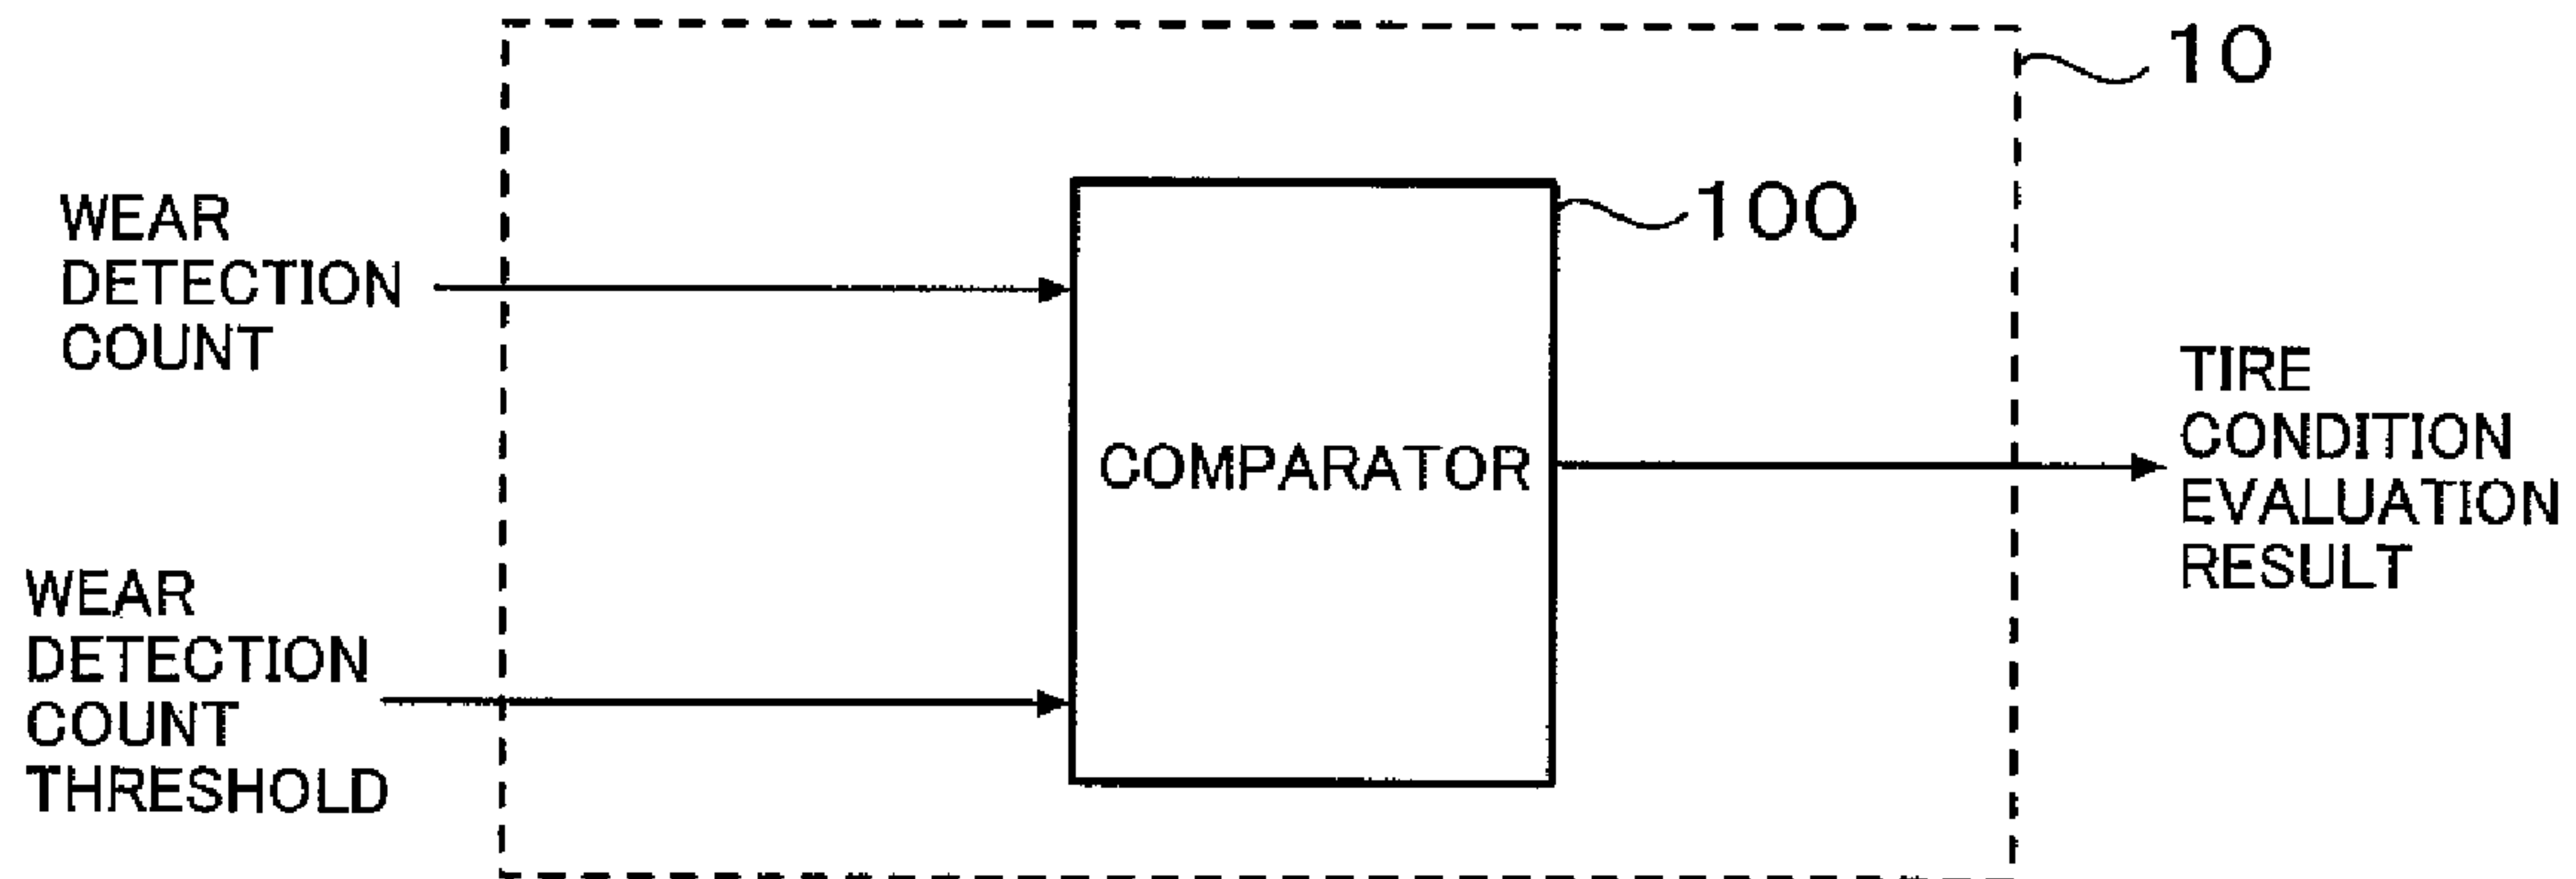 10
100
WEAR
DETECTION
COUNT
COMPARATOR
TIRE
CONDITION
EVALUATION
RESULT
WEAR
DETECTION
COUNT
THRESHOLD